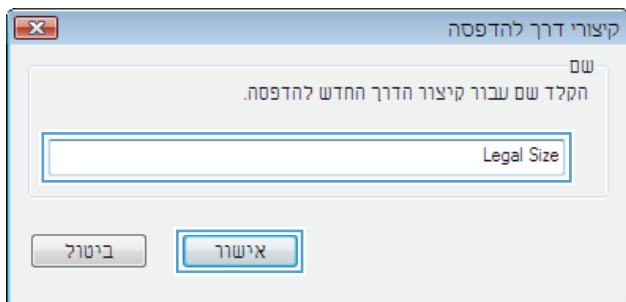 קיצורי דרך להדפסה
שם
הקלד שם עבור קיצור הדרך החדש להדפסה.
Legal Size
אישור
ביטול